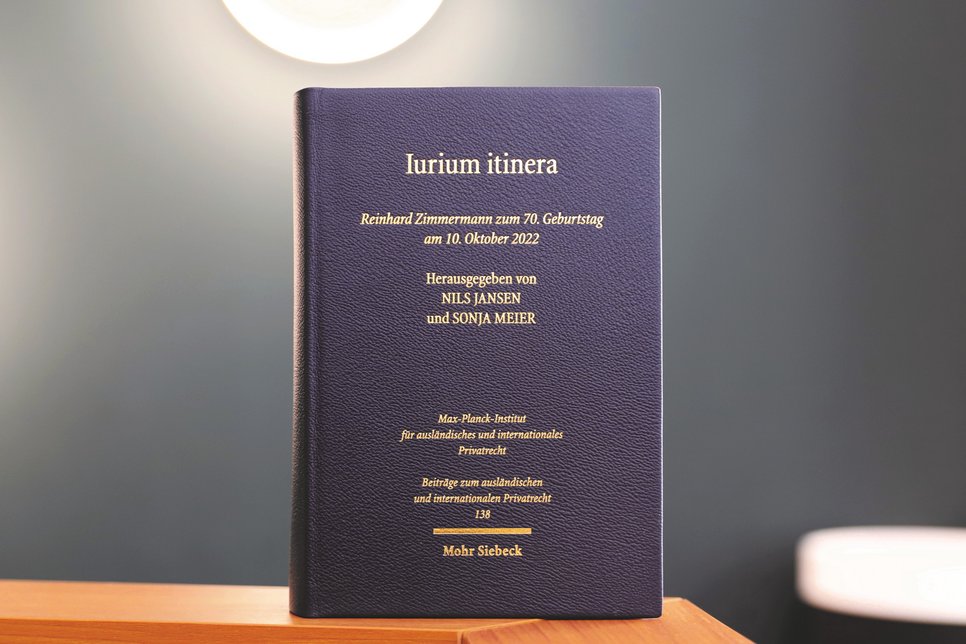 Iurium itinera
Reinhard Zimmermann zum 70. Geburtstag
am 10. Oktober 2022
Herausgegeben von
NILS JANSEN
und SONJA MEIER
Max-Planck-Institut
für ausländisches und internationales
Privatrecht
Beiträge zum ausländischen
und internationalen Privatrecht
138
Mohr Siebeck